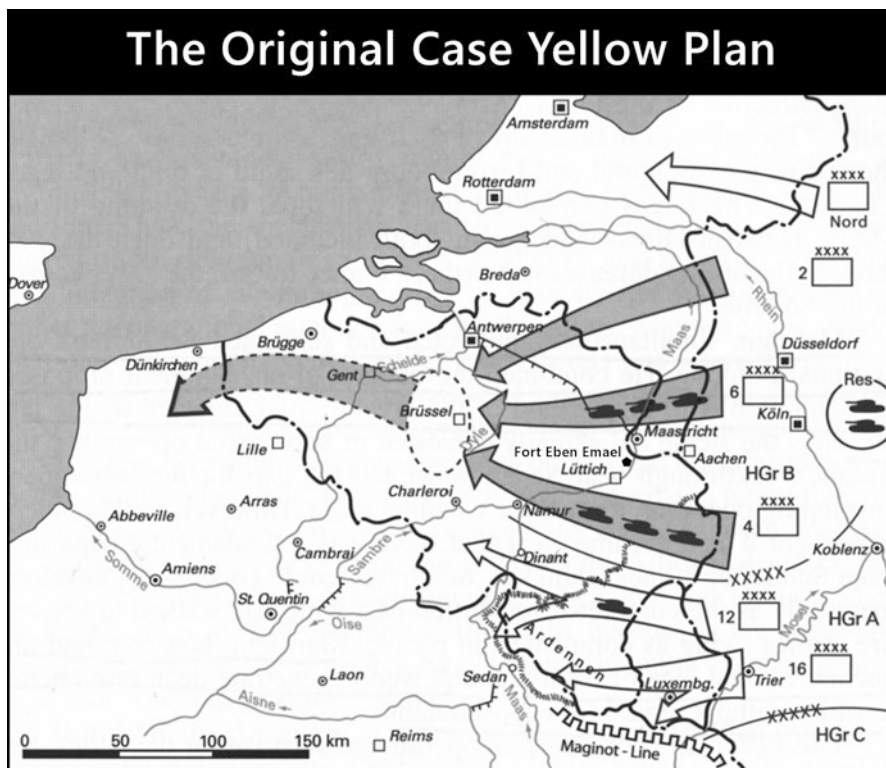 The Original Case Yellow Plan
Amsterdam
Rotterdam
xxxx
Nord
xxxx
2
Dover
Breda
Rhein
Maas
Antwerpen
Brügge
Dünkirchen
Schelde
Gent
Düsseldorf
xxxx
6
Res
Brüssel
Köln
Dyle
Maastricht
Lille
Fort Eben Emael
Aachen
Lüttich
HGr B
Charleroi
Arras
Namur
xxxx
4
Abbeville
Cambrai
Sambre
Dinant
Koblenz
Somme
Amiens
XXXXX
St. Quentin
xxxx
12
Mosel
HGr A
Oise
Ardennen
xxxx
16
Laon
Sedan
Luxembg.
Trier
Aisne
Maas
XXXXX
Reims
Maginot - Line
HGr C
0 50 100 150 km